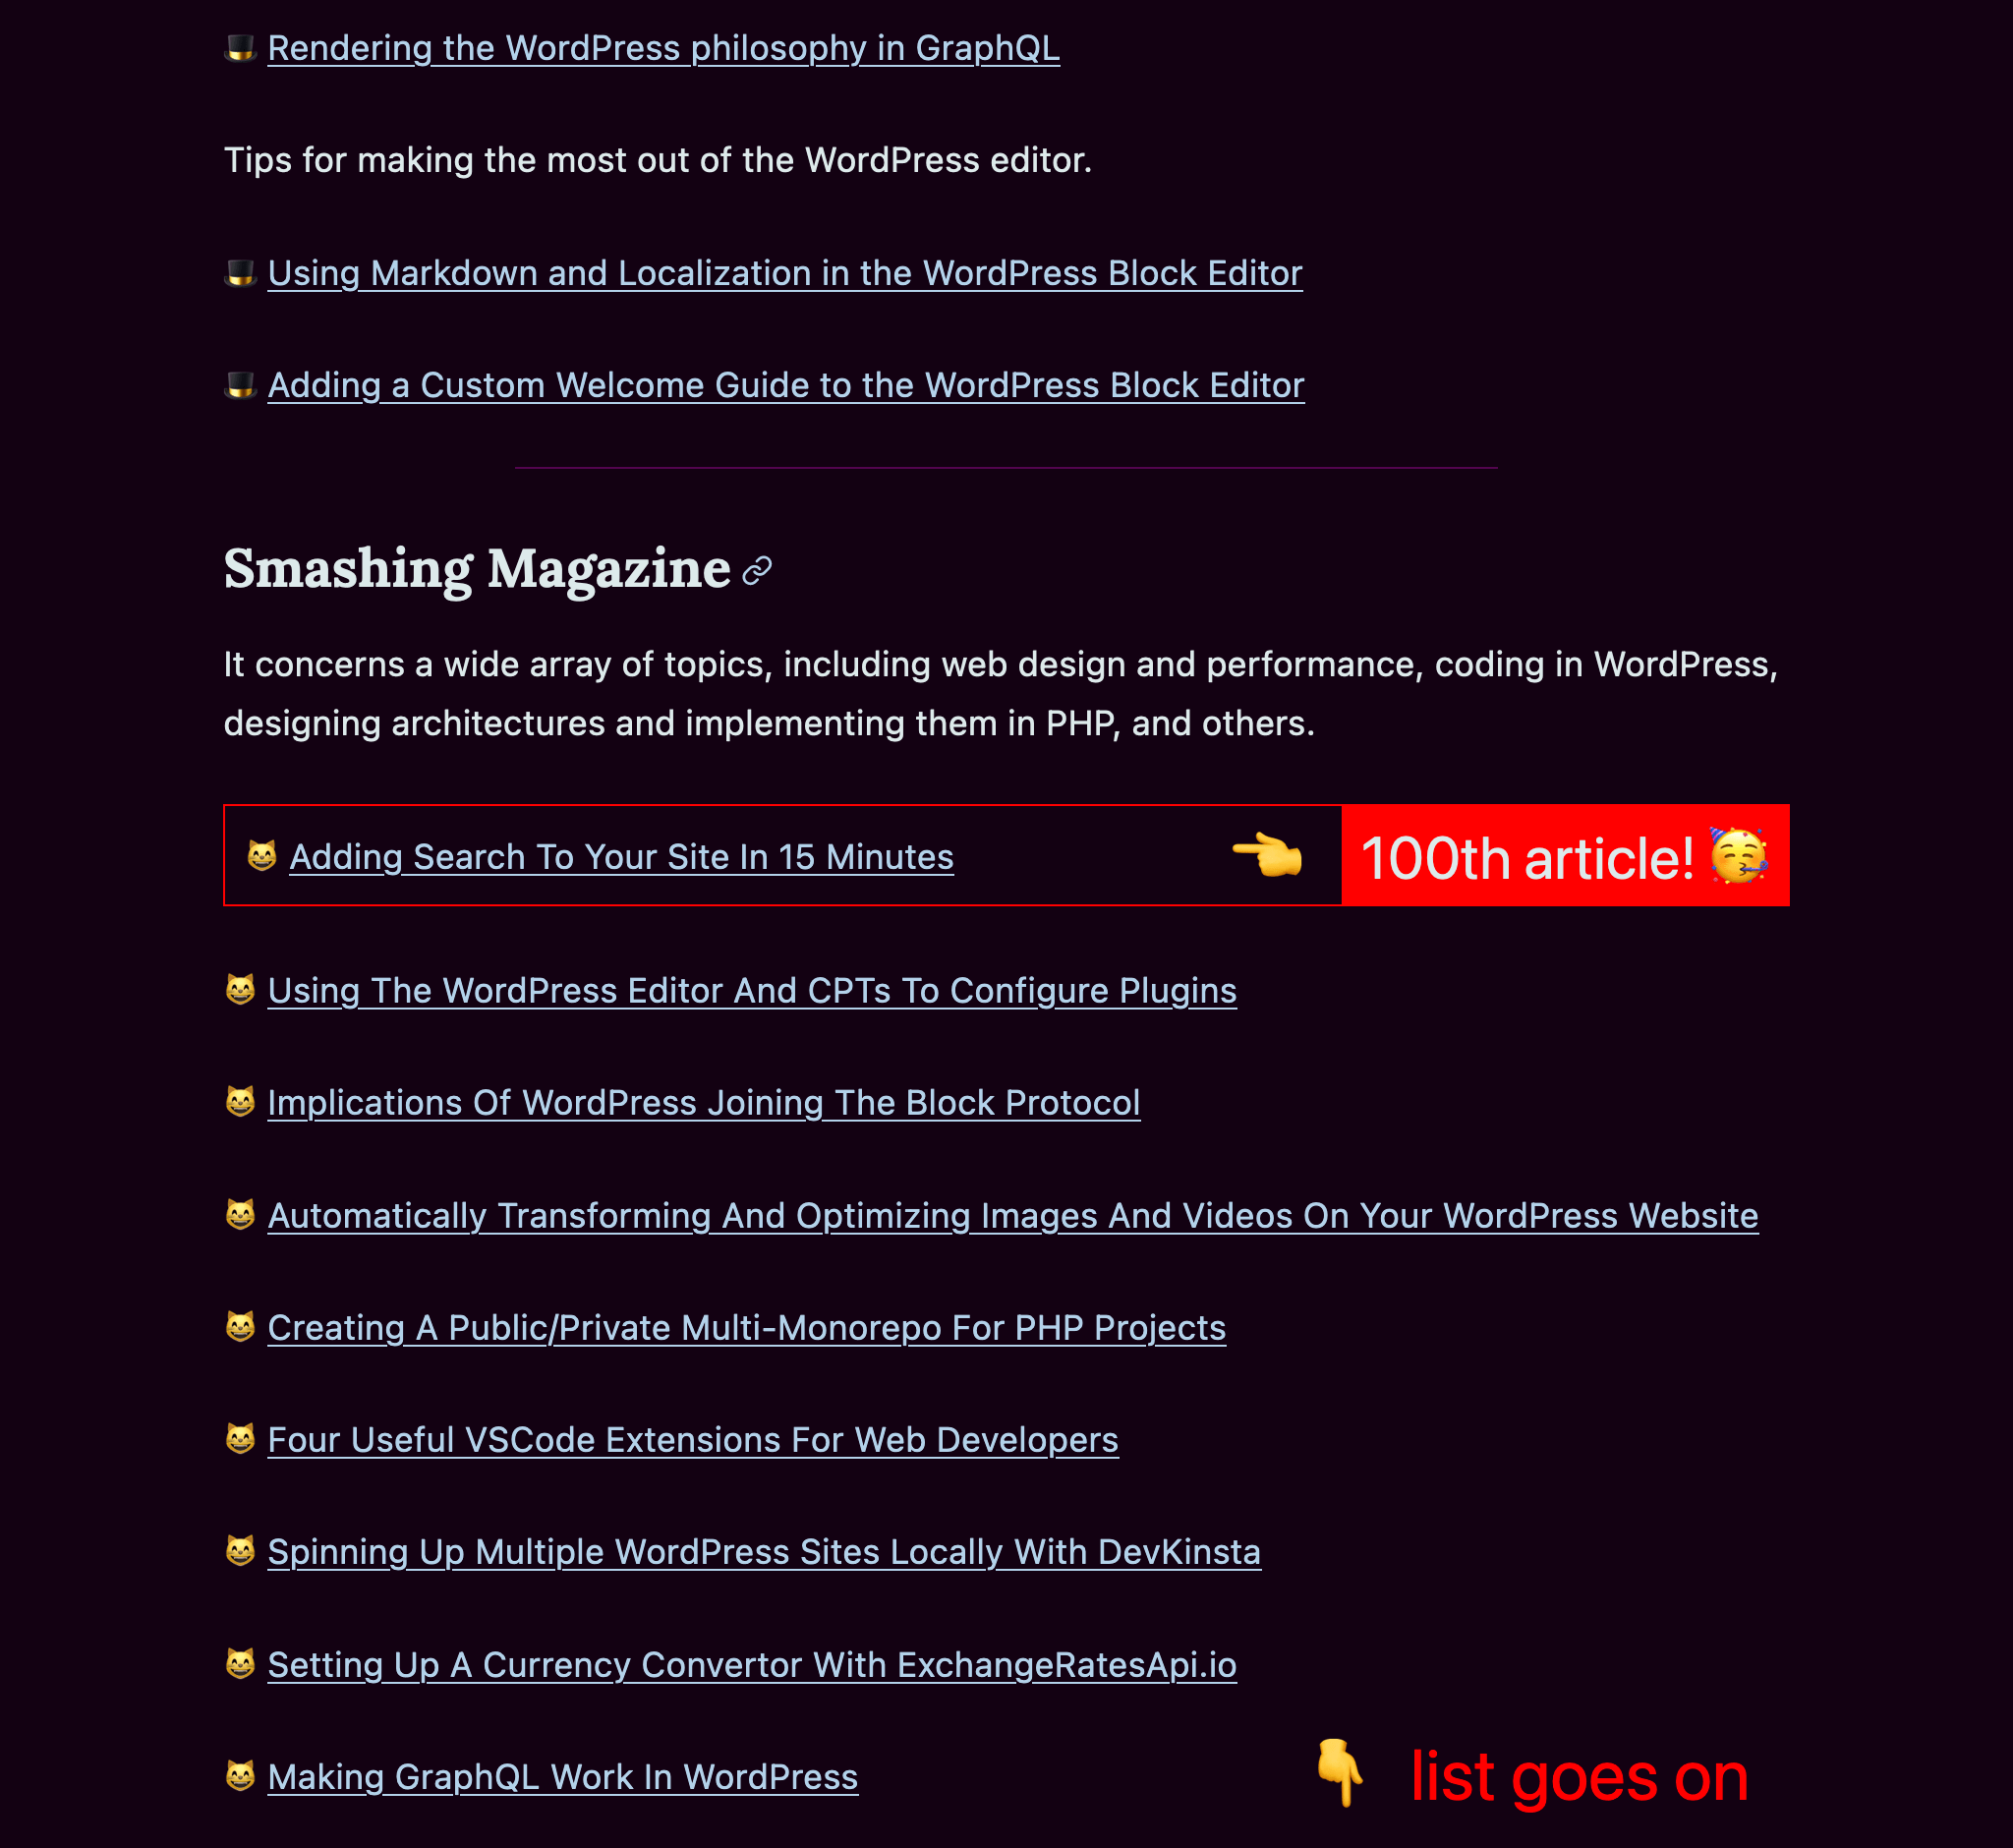 🎩 Rendering the WordPress philosophy in GraphQL
Tips for making the most out of the WordPress editor.
🎩 Using Markdown and Localization in the WordPress Block Editor
🎩 Adding a Custom Welcome Guide to the WordPress Block Editor
Smashing Magazine
It concerns a wide array of topics, including web design and performance, coding in WordPress,
designing architectures and implementing them in PHP, and others.
😸 Adding Search To Your Site In 15 Minutes 👈 100th article! 🥳
😸 Using The WordPress Editor And CPTs To Configure Plugins
😸 Implications Of WordPress Joining The Block Protocol
😸 Automatically Transforming And Optimizing Images And Videos On Your WordPress Website
😸 Creating A Public/Private Multi-Monorepo For PHP Projects
😸 Four Useful VSCode Extensions For Web Developers
😸 Spinning Up Multiple WordPress Sites Locally With DevKinsta
😸 Setting Up A Currency Convertor With ExchangeRatesApi.io
😸 Making GraphQL Work In WordPress 👇 list goes on